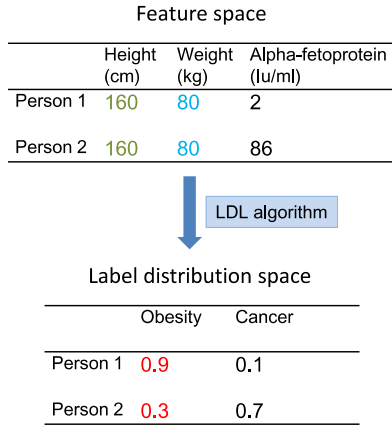 Feature space
Height Weight Alpha-fetoprotein
(cm) (kg) (Iu/ml)
Person 1 160 80 2
Person 2 160 80 86
LDL algorithm
Label distribution space
Obesity Cancer
Person 1 0.9 0.1
Person 2 0.3 0.7